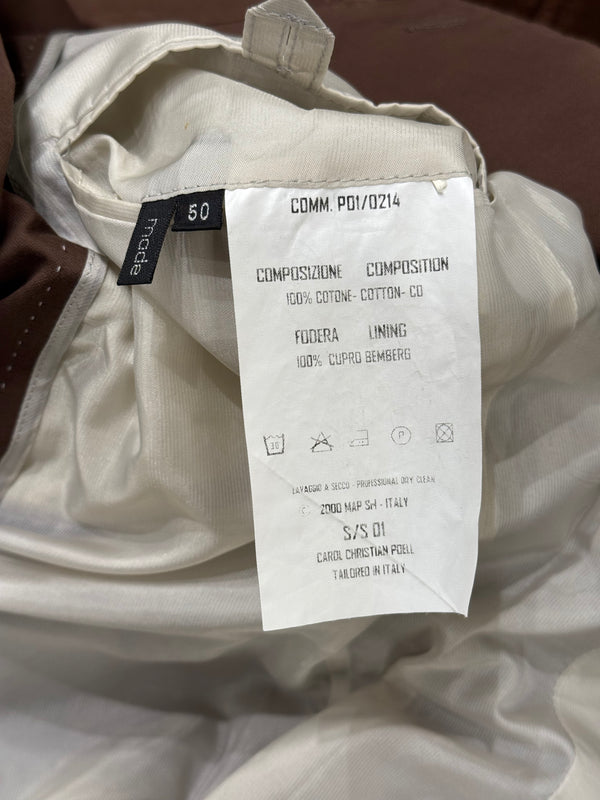 made
50
COMM. P01/0214
COMPOSIZIONE COMPOSITION
100% COTONE- COTTON- CO
FODERA LINING
100% CUPRO BEMBERG
30 P
LAVAGGIO A SECCO - PROFESSIONAL DRY CLEAN
© 2000 MAP Srl - ITALY
S/S 01
CAROL CHRISTIAN POELL
TAILORED IN ITALY